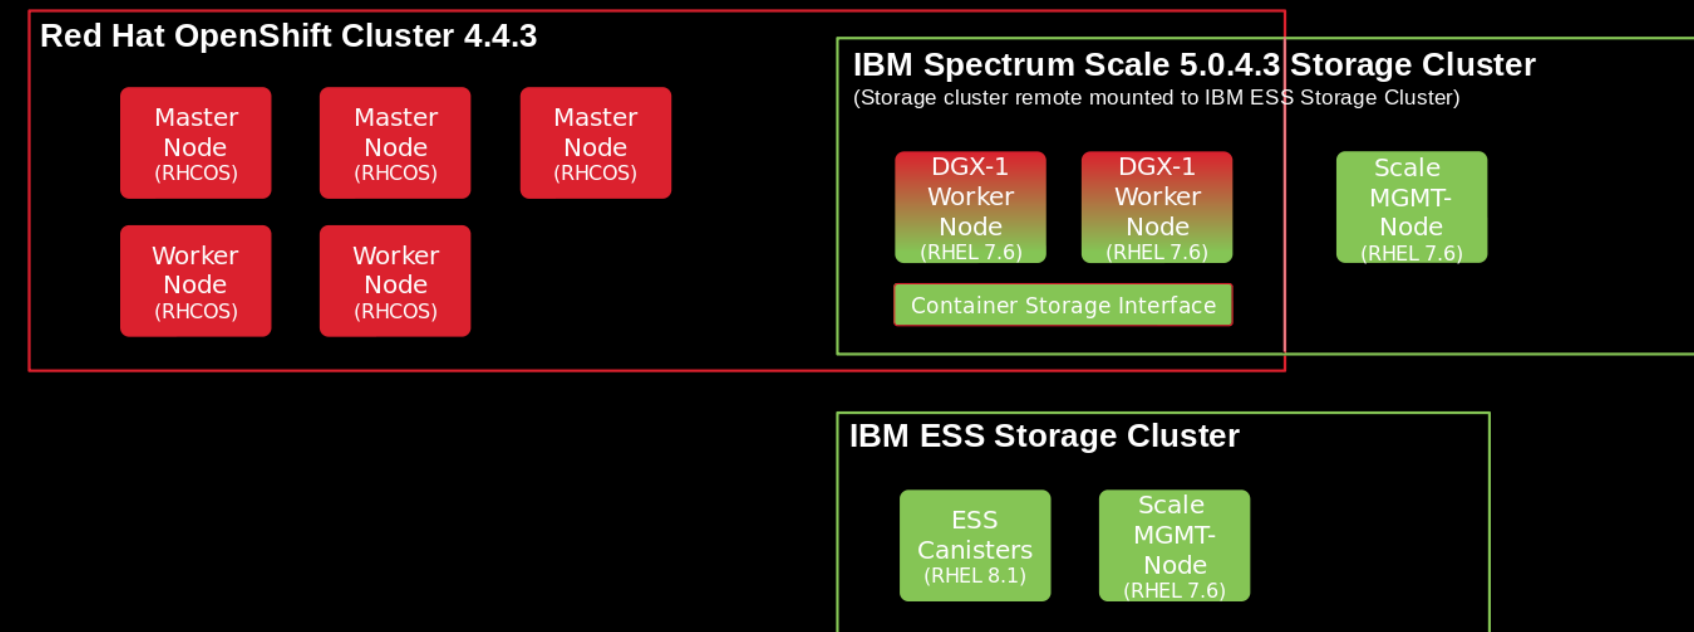 Red Hat OpenShift Cluster 4.4.3
Master
Node
(RHCOS)
Master
Node
(RHCOS)
Master
Node
(RHCOS)
Worker
Node
(RHCOS)
Worker
Node
(RHCOS)
IBM Spectrum Scale 5.0.4.3 Storage Cluster
(Storage cluster remote mounted to IBM ESS Storage Cluster)
DGX-1
Worker
Node
(RHEL 7.6)
DGX-1
Worker
Node
(RHEL 7.6)
Scale
MGMT-
Node
(RHEL 7.6)
Container Storage Interface
IBM ESS Storage Cluster
ESS
Canisters
(RHEL 8.1)
Scale
MGMT-
Node
(RHEL 7.6)